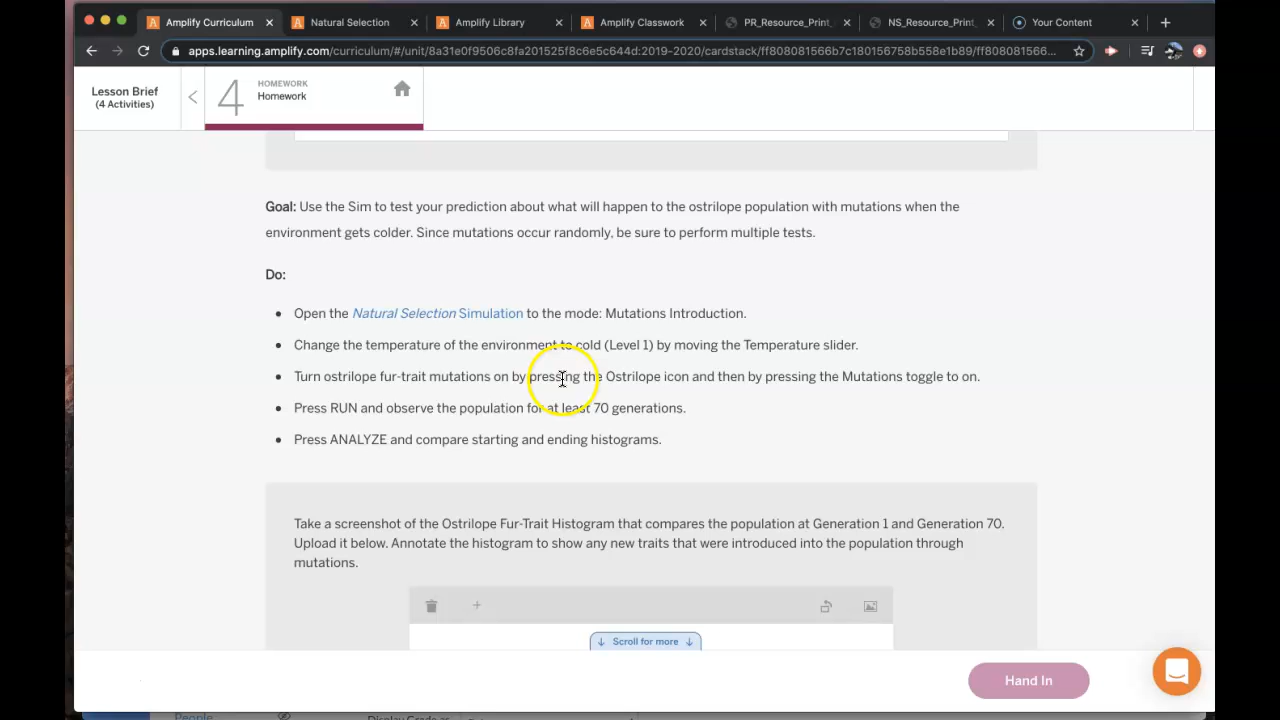 Amplify Curriculum
Natural Selection
Amplify Library
Amplify Classwork
PR_Resource_Print_
NS_Resource_Print_
Your Content
apps.learning.amplify.com/curriculum/#/unit/8a31e0f9506c8fa201525f8c6e5c644d:2019-2020/cardstack/ff808081566b7c180156758b558e1b89/ff8080815666...
Lesson Brief
(4 Activities)
4
HOMEWORK
Homework
Goal: Use the Sim to test your prediction about what will happen to the ostrilope population with mutations when the
environment gets colder. Since mutations occur randomly, be sure to perform multiple tests.
Do:
• Open the Natural Selection Simulation to the mode: Mutations Introduction.
• Change the temperature of the environment to cold (Level 1) by moving the Temperature slider.
• Turn ostrilope fur-trait mutations on by pressing the Ostrilope icon and then by pressing the Mutations toggle to on.
• Press RUN and observe the population for at least 70 generations.
• Press ANALYZE and compare starting and ending histograms.
Take a screenshot of the Ostrilope Fur-Trait Histogram that compares the population at Generation 1 and Generation 70.
Upload it below. Annotate the histogram to show any new traits that were introduced into the population through
mutations.
↓ Scroll for more ↓
Hand In
People
Display Grade as